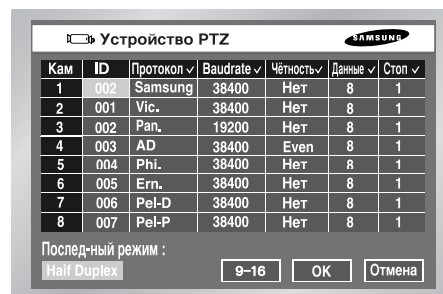 Устройство PTZ SAMSUNG
Кам ID Протокол Baudrate Чётность Данные Стоп
1 002 Samsung 38400 Нет 8 1
2 001 Vic. 38400 Нет 8 1
3 002 Pan. 19200 Нет 8 1
4 003 AD 38400 Even 8 1
5 004 Phi. 38400 Нет 8 1
6 005 Ern. 38400 Нет 8 1
7 006 Pel-D 38400 Нет 8 1
8 007 Pel-P 38400 Нет 8 1
Послед-ный режим :
Haif Duplex 9–16 OK Отмена